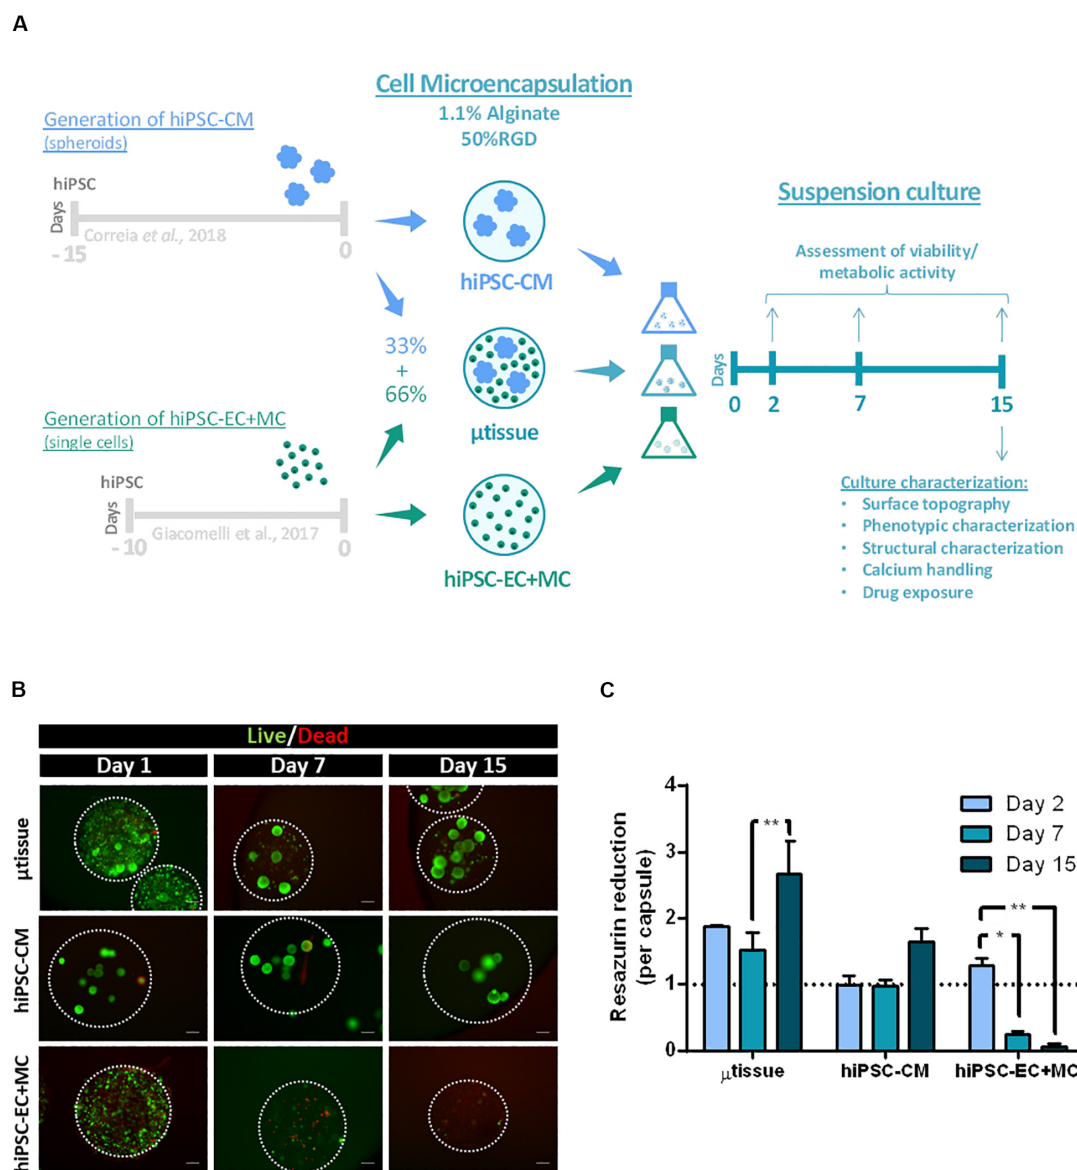 A
Cell Microencapsulation
1.1% Alginate
50%RGD
Generation of hiPSC-CM
(spheroids)
hiPSC
Days
Correia et al., 2018
- 15
0
hiPSC-CM
33%
+
66%
μtissue
Generation of hiPSC-EC+MC
(single cells)
hiPSC
Days
Giacomelli et al., 2017
- 10
0
hiPSC-EC+MC
Suspension culture
Assessment of viability/
metabolic activity
Days
0
2
7
15
Culture characterization:
• Surface topography
• Phenotypic characterization
• Structural characterization
• Calcium handling
• Drug exposure
B
Live/Dead
Day 1
Day 7
Day 15
μtissue
hiPSC-CM
hiPSC-EC+MC
C
Resazurin reduction
(per capsule)
4
3
2
1
0
Day 2
Day 7
Day 15
**
**
*
μtissue
hiPSC-CM
hiPSC-EC+MC